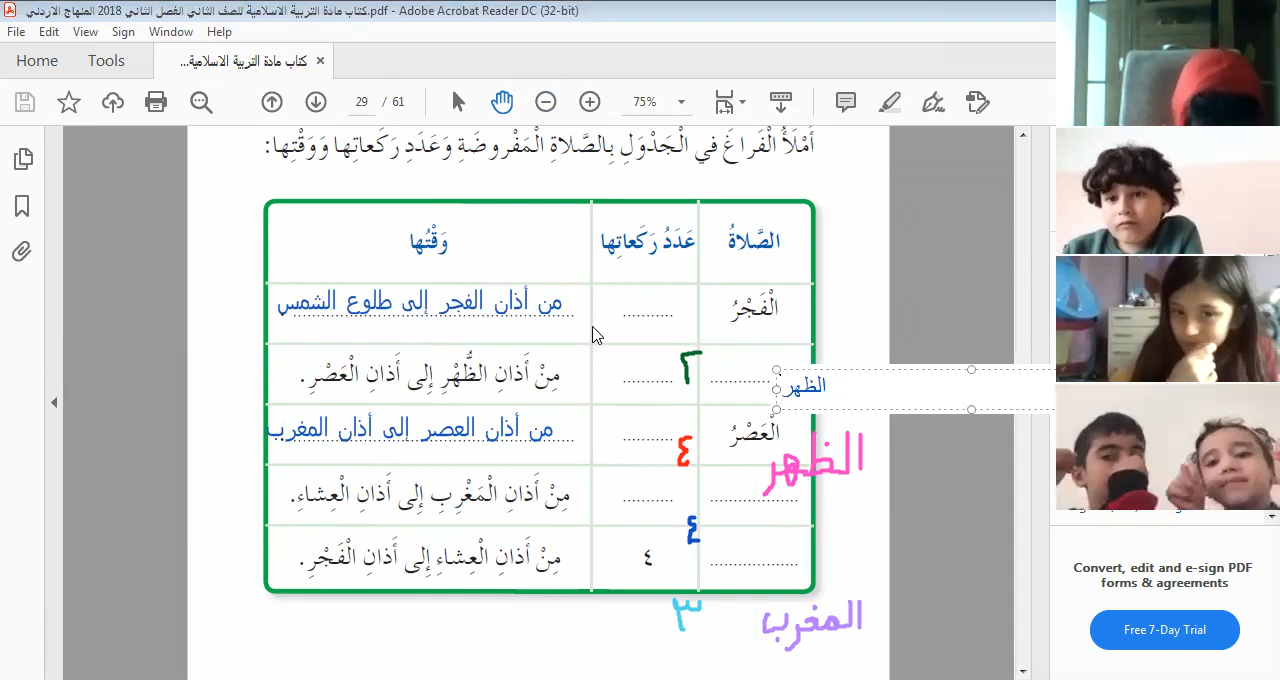 كتاب مادة التربية الاسلامية للصف الثاني الفصل الثاني 2018 المنهاج الاردني.pdf - Adobe Acrobat Reader DC (32-bit)
File Edit View Sign Window Help
Home Tools كتاب مادة التربية الاسلامية... ×
29 / 61 75%
أَمْلَأُ الْفَراغَ في الْجَدْوَلِ بِالصَّلاةِ الْمَفْروضَةِ وَعَدَدِ رَكَعاتِها وَوَقْتِها:
الصَّلاةُ عَدَدُ رَكَعاتِها وَقْتُها
الْفَجْرُ .......... من أذان الفجر إلى طلوع الشمس
.......... .......... مِنْ أَذانِ الظُّهْرِ إِلى أَذانِ الْعَصْرِ.
٢
الظهر
الْعَصْرُ .......... من أذان العصر إلى أذان المغرب
٤
الظهر
.......... .......... مِنْ أَذانِ الْمَغْرِبِ إِلى أَذانِ الْعِشاءِ.
٤
.......... ٤ مِنْ أَذانِ الْعِشاءِ إِلى أَذانِ الْفَجْرِ.
٣
المغرب
Convert, edit and e-sign PDF
forms & agreements
Free 7-Day Trial